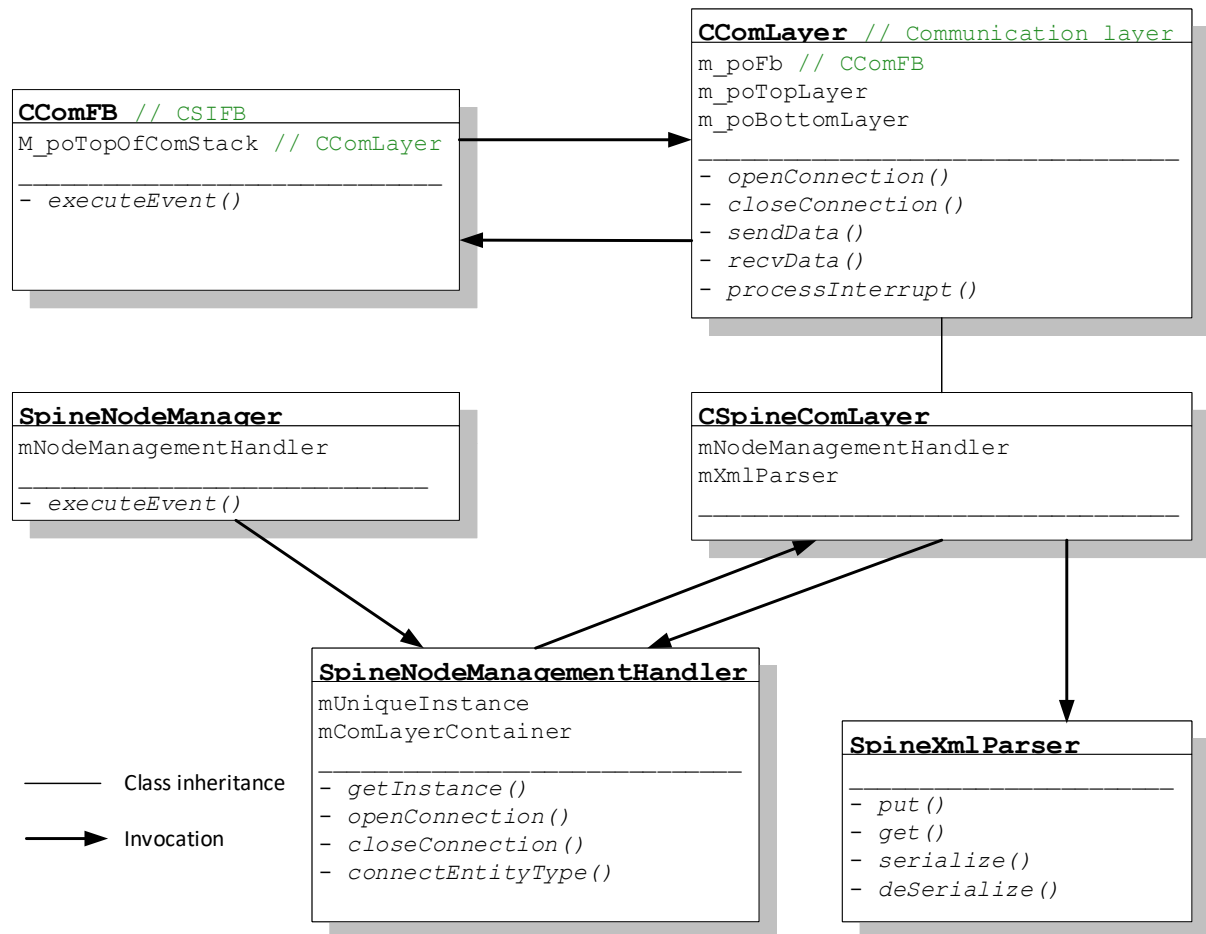 CComLayer // Communication layer
m_poFb // CComFB
m_poTopLayer
m_poBottomLayer
- openConnection()
- closeConnection()
- sendData()
- recvData()
- processInterrupt()
CComFB // CSIFB
M_poTopOfComStack // CComLayer
- executeEvent()
SpineNodeManager
mNodeManagementHandler
- executeEvent()
CSpineComLayer
mNodeManagementHandler
mXmlParser
SpineNodeManagementHandler
mUniqueInstance
mComLayerContainer
- getInstance()
- openConnection()
- closeConnection()
- connectEntityType()
SpineXmlParser
- put()
- get()
- serialize()
- deSerialize()
Class inheritance
Invocation